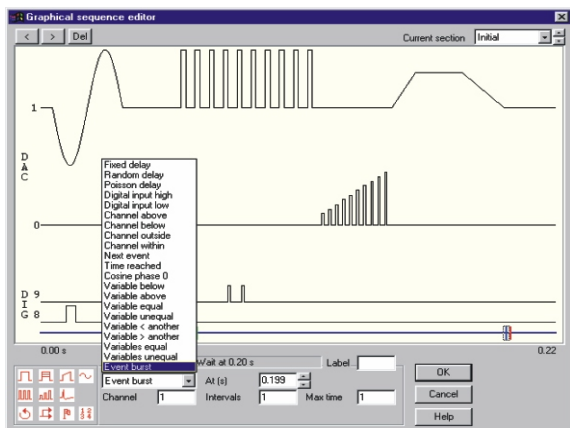 Graphical sequence editor
< > Del Current section Initial
1
DAC
0
DIG
9
8
Fixed delay
Random delay
Poisson delay
Digital input high
Digital input low
Channel above
Channel below
Channel outside
Channel within
Next event
Time reached
Cosine phase 0
Variable below
Variable above
Variable equal
Variable unequal
Variable < another
Variable > another
Variables equal
Variables unequal
Event burst
0.00 s 0.22
Wait at 0.20 s Label
Event burst At (s) 0.199
Channel 1 Intervals 1 Max time 1
OK
Cancel
Help